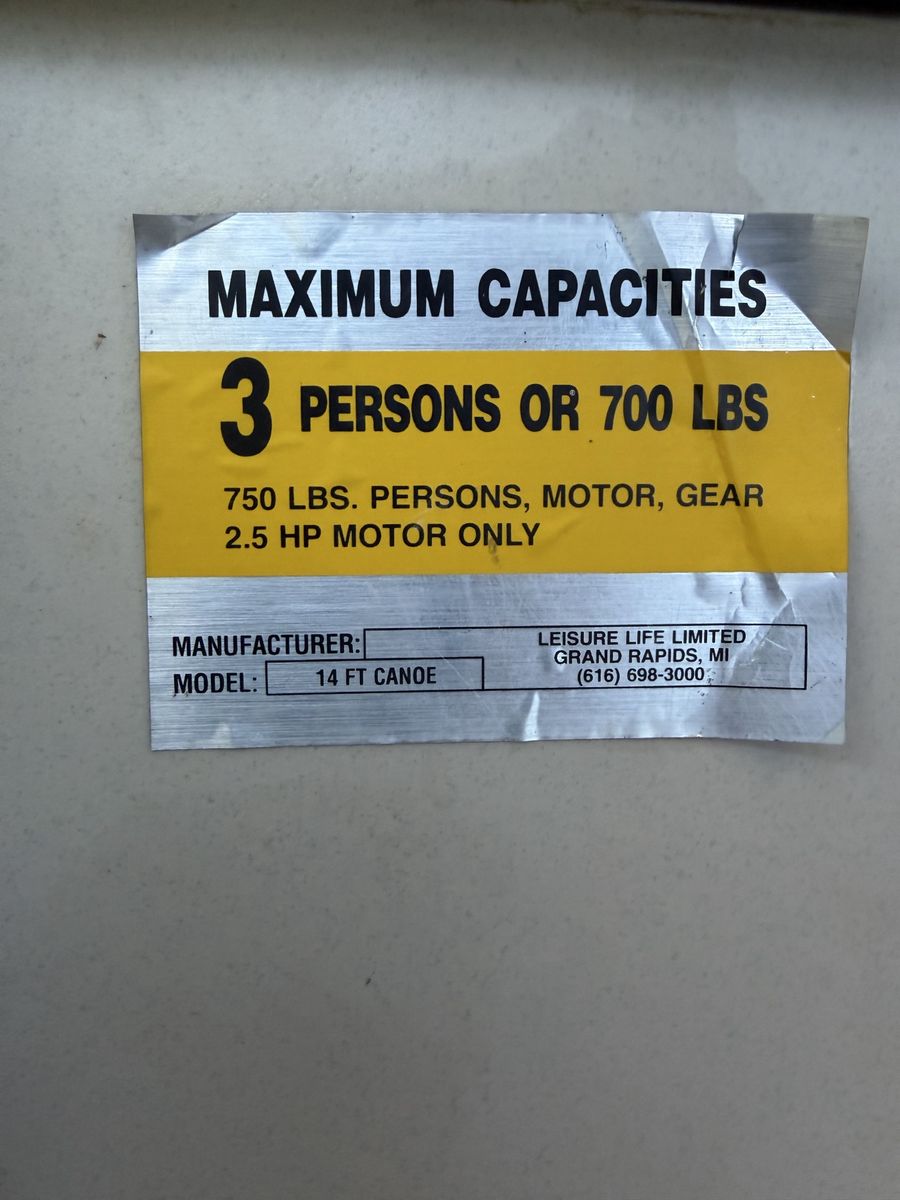 MAXIMUM CAPACITIES
3 PERSONS OR 700 LBS
750 LBS. PERSONS, MOTOR, GEAR
2.5 HP MOTOR ONLY
MANUFACTURER: LEISURE LIFE LIMITED
GRAND RAPIDS, MI
MODEL: 14 FT CANOE (616) 698-3000